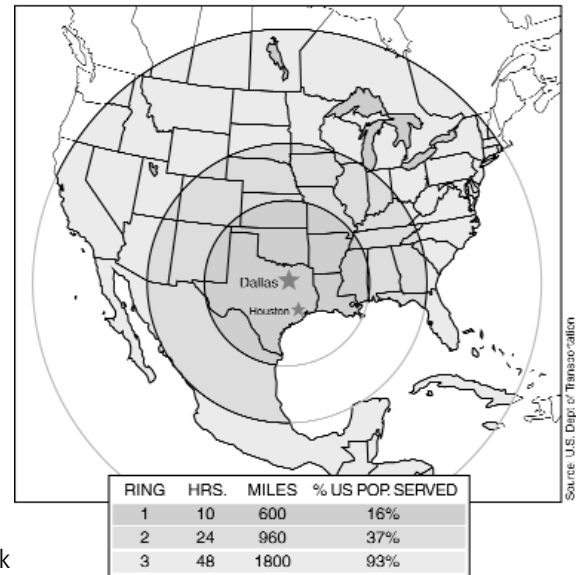 Dallas
Houston
Source: U.S. Dept of Transportation
RING HRS. MILES % US POP. SERVED
1 10 600 16%
2 24 960 37%
3 48 1800 93%
k